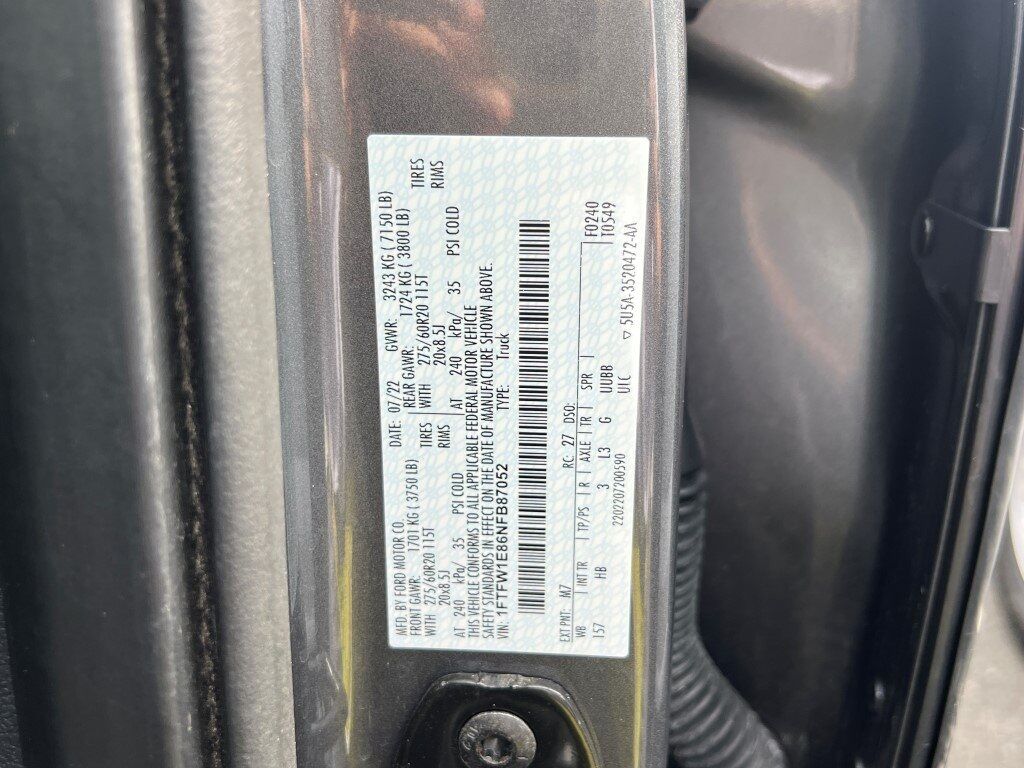 MFD. BY FORD MOTOR CO. DATE: 07/22 GVWR: 3243 KG ( 7150 LB)
FRONT GAWR: 1701 KG ( 3750 LB) REAR GAWR: 1724 KG ( 3800 LB)
WITH 275/60R20 115T TIRES WITH 275/60R20 115T TIRES
20x8.5J RIMS 20x8.5J RIMS
AT 240 kPa/ 35 PSI COLD AT 240 kPa/ 35 PSI COLD
THIS VEHICLE CONFORMS TO ALL APPLICABLE FEDERAL MOTOR VEHICLE
SAFETY STANDARDS IN EFFECT ON THE DATE OF MANUFACTURE SHOWN ABOVE.
VIN: 1FTFW1E86NFB87052 TYPE: Truck
EXT PNT: M7 RC: 27 DSO: F0240
WB INT TR TP/PS R AXLE TR SPR T0549
157 HB 3 L3 G UUBB
UIC
2202207200590 ▽ 5U5A-3520472-AA